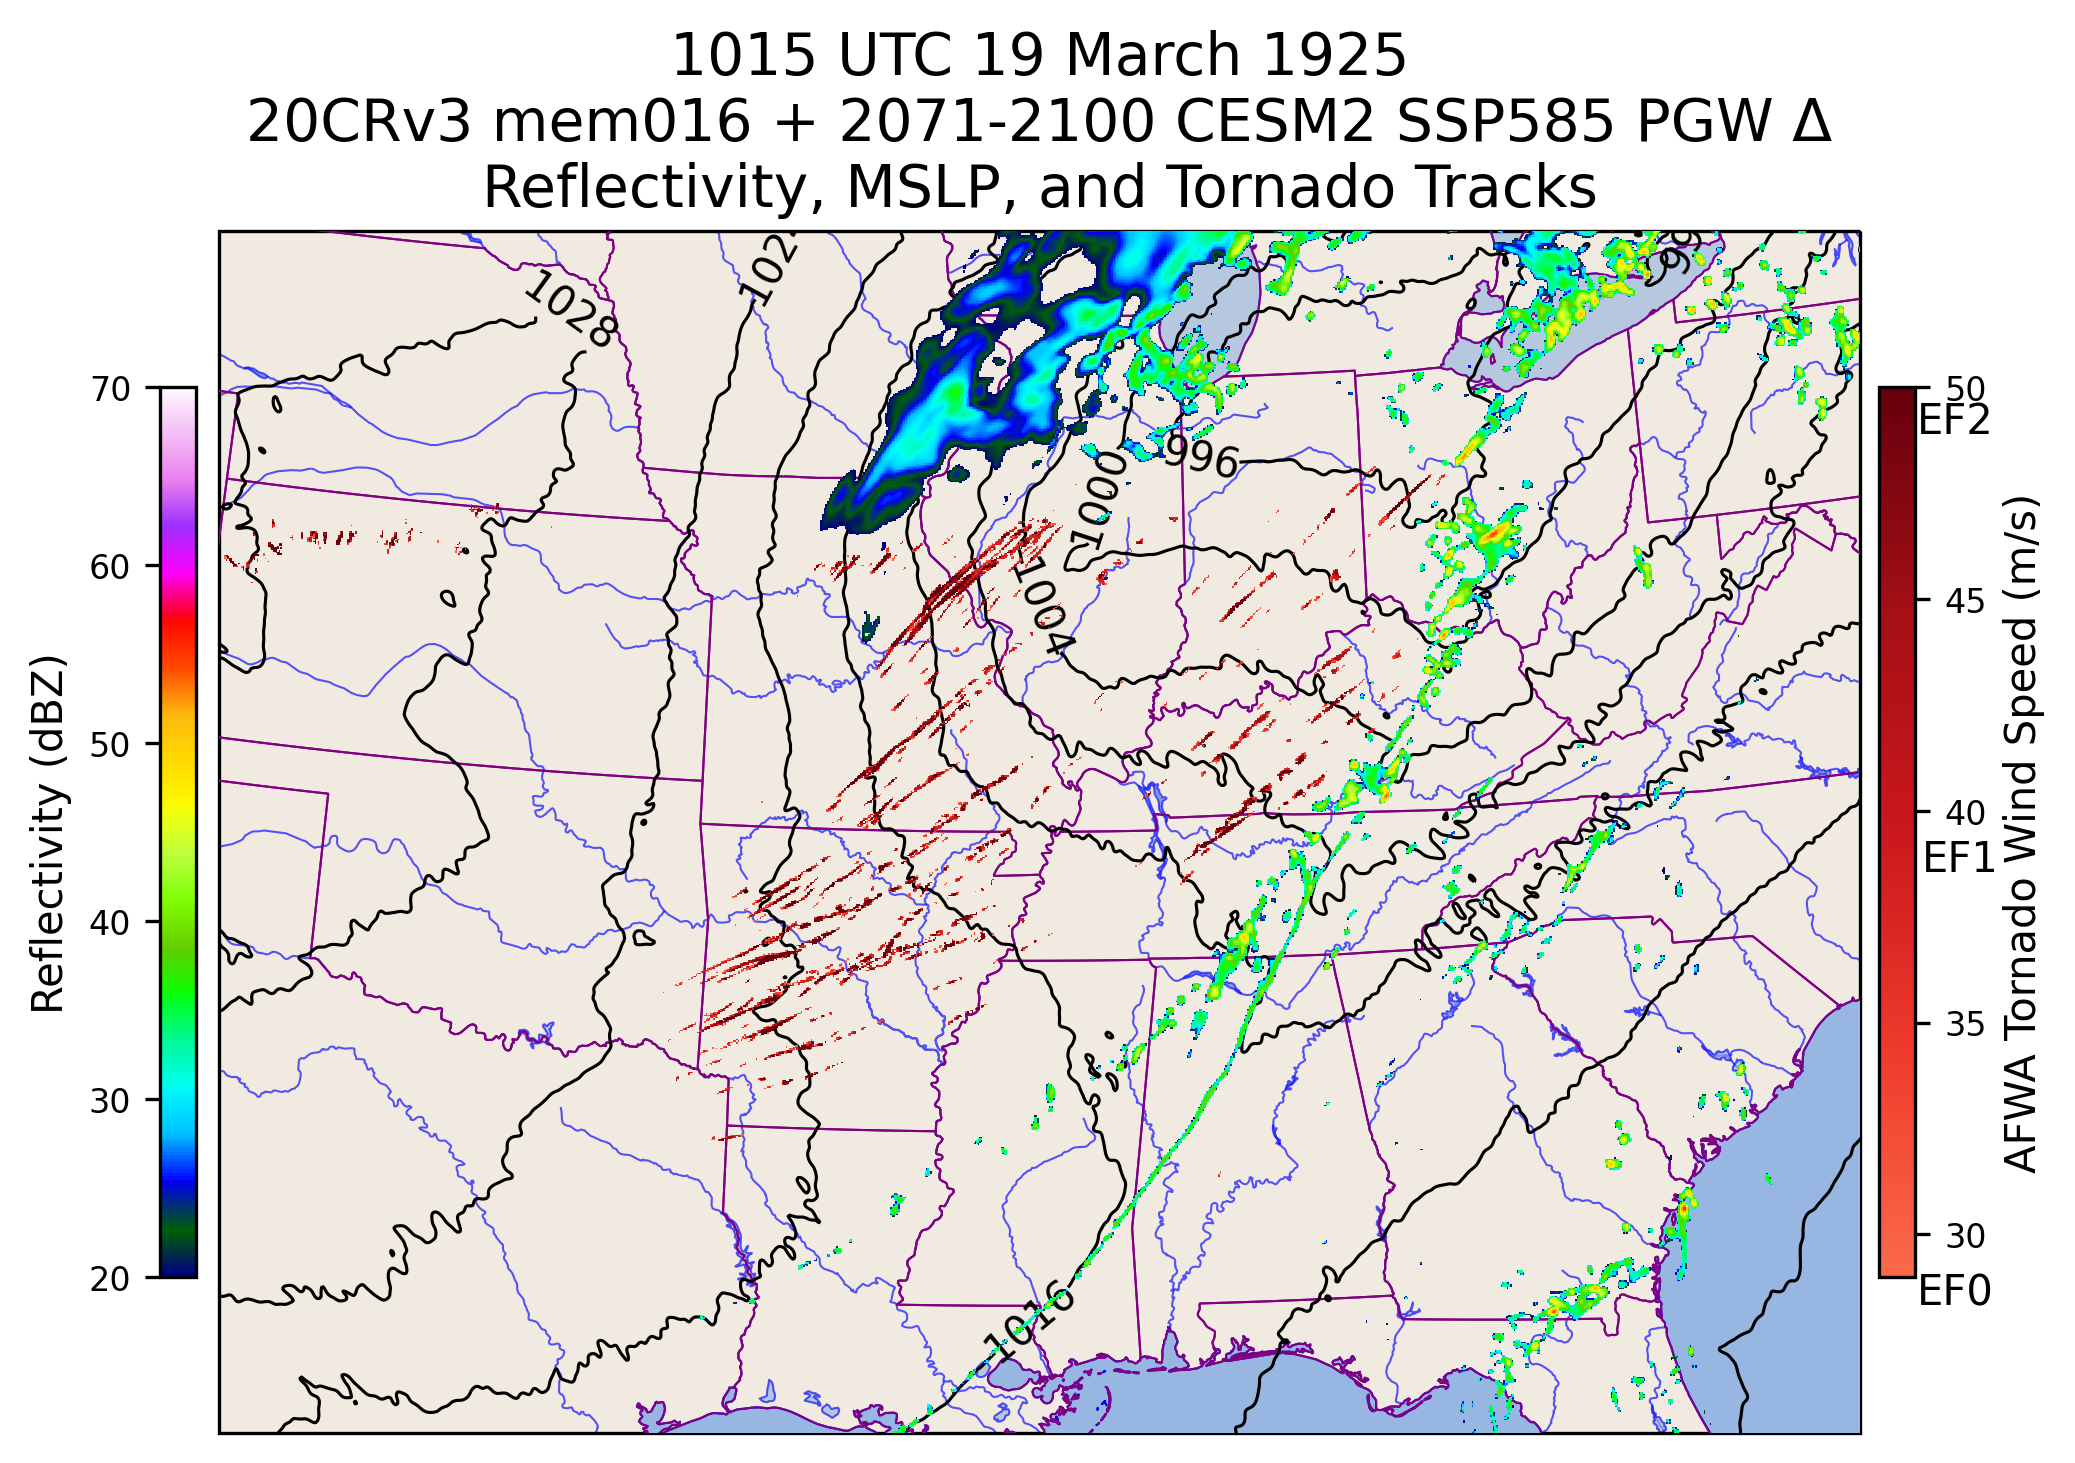 1015 UTC 19 March 1925
20CRv3 mem016 + 2071-2100 CESM2 SSP585 PGW Δ
Reflectivity, MSLP, and Tornado Tracks
1028
996
1000
1004
1016
70
60
50
40
30
20
Reflectivity (dBZ)
50
EF2
45
40
EF1
35
30
EF0
AFWA Tornado Wind Speed (m/s)